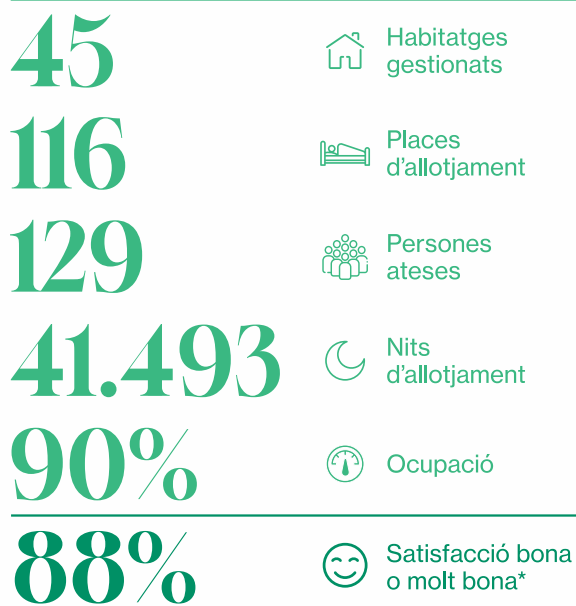 45
Habitatges
gestionats
116
Places
d'allotjament
129
Persones
ateses
41.493
Nits
d'allotjament
90%
Ocupació
88%
Satisfacció bona
o molt bona*